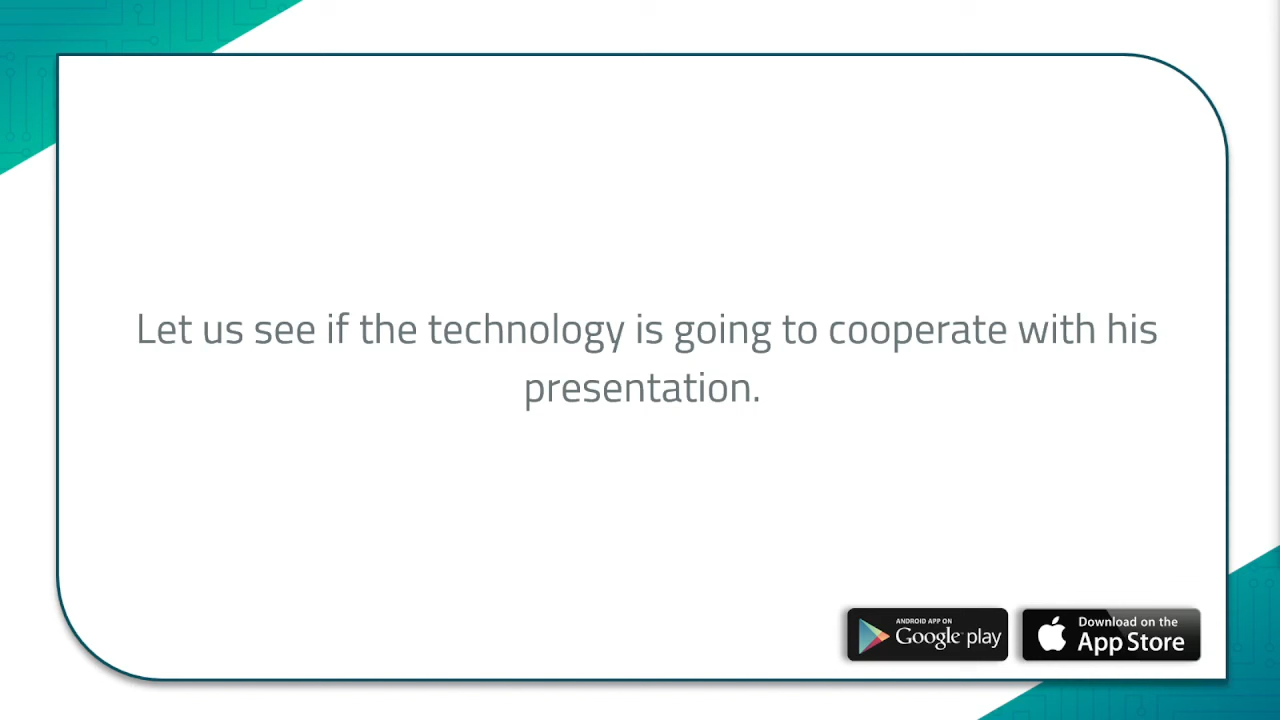 Let us see if the technology is going to cooperate with his
presentation.
ANDROID APP ON
Google play
Download on the
App Store